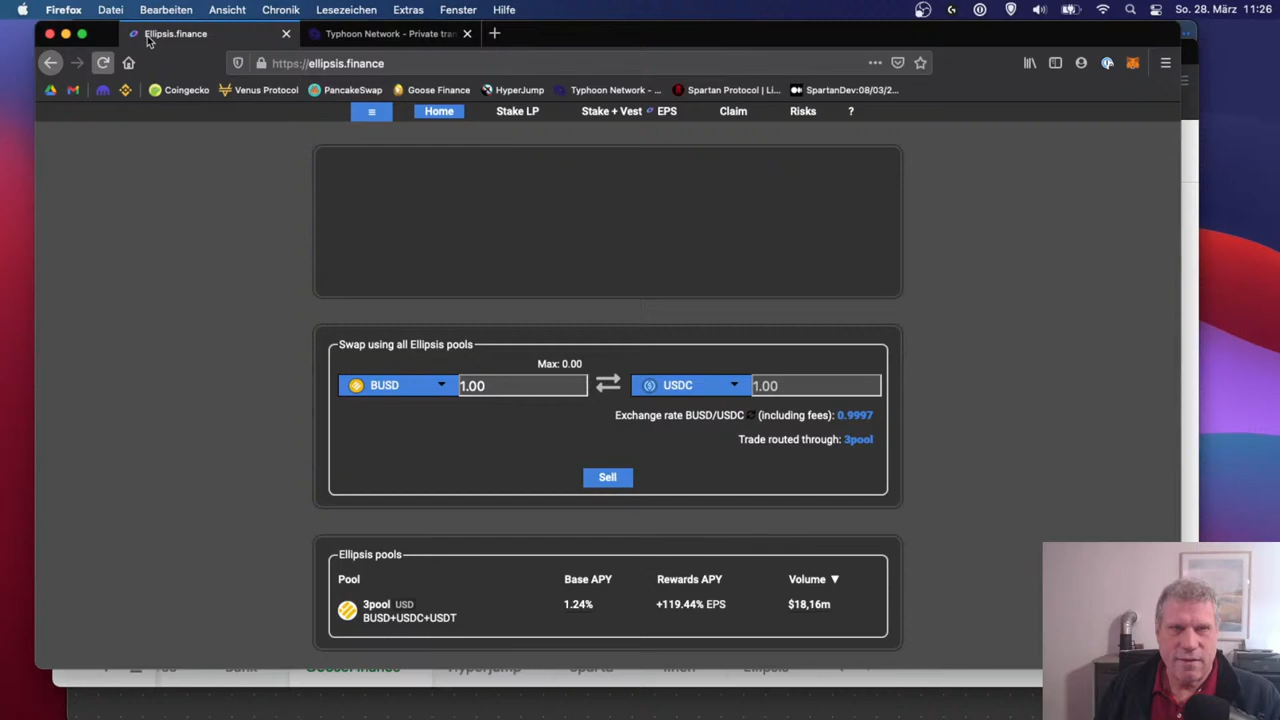 Firefox Datei Bearbeiten Ansicht Chronik Lesezeichen Extras Fenster Hilfe So. 28. März 11:26
Ellipsis.finance Typhoon Network - Private tran
https://ellipsis.finance
Coingecko Venus Protocol PancakeSwap Goose Finance HyperJump Typhoon Network - ... Spartan Protocol | Li... SpartanDev:08/03/2...
Home Stake LP Stake + Vest EPS Claim Risks ?
Swap using all Ellipsis pools
Max: 0.00
BUSD 1.00 USDC 1.00
Exchange rate BUSD/USDC (including fees): 0.9997
Trade routed through: 3pool
Sell
Ellipsis pools
Pool Base APY Rewards APY Volume ▼
3pool USD 1.24% +119.44% EPS $18,16m
BUSD+USDC+USDT